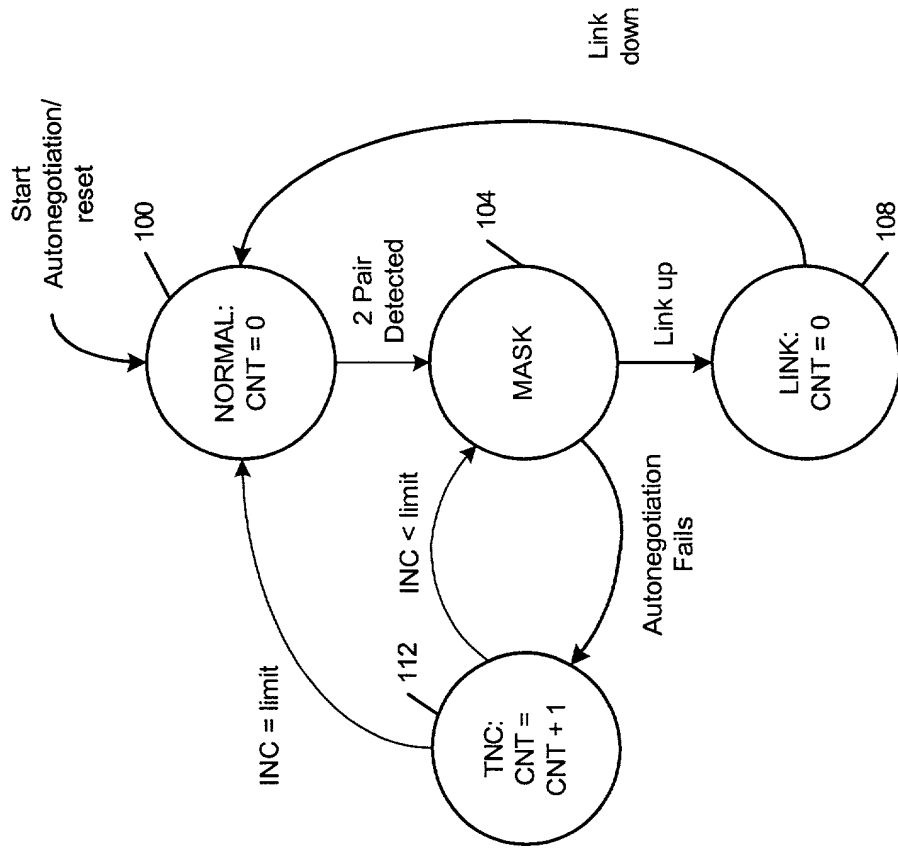 Start
Autonegotiation/
reset
100
NORMAL:
CNT = 0
2 Pair
Detected
104
MASK
Link up
108
LINK:
CNT = 0
Link
down
INC = limit
INC < limit
112
TNC:
CNT =
CNT + 1
Autonegotiation
Fails